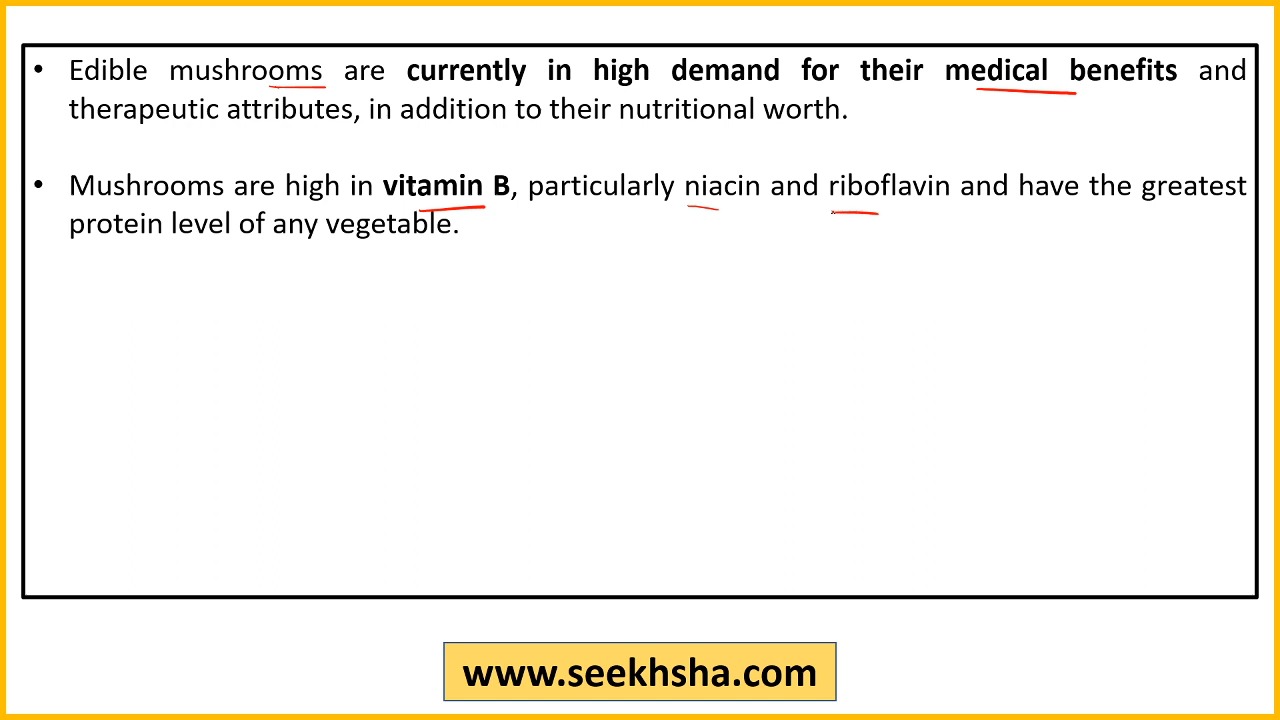 • Edible mushrooms are currently in high demand for their medical benefits and
therapeutic attributes, in addition to their nutritional worth.
• Mushrooms are high in vitamin B, particularly niacin and riboflavin and have the greatest
protein level of any vegetable.
www.seekhsha.com